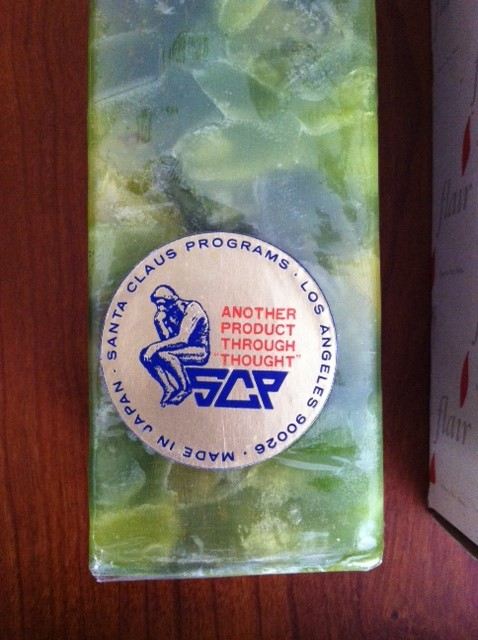 SANTA CLAUS PROGRAMS · LOS ANGELES 90026 · MADE IN JAPAN ·
ANOTHER
PRODUCT
THROUGH
"THOUGHT"
SCP
flair
flair